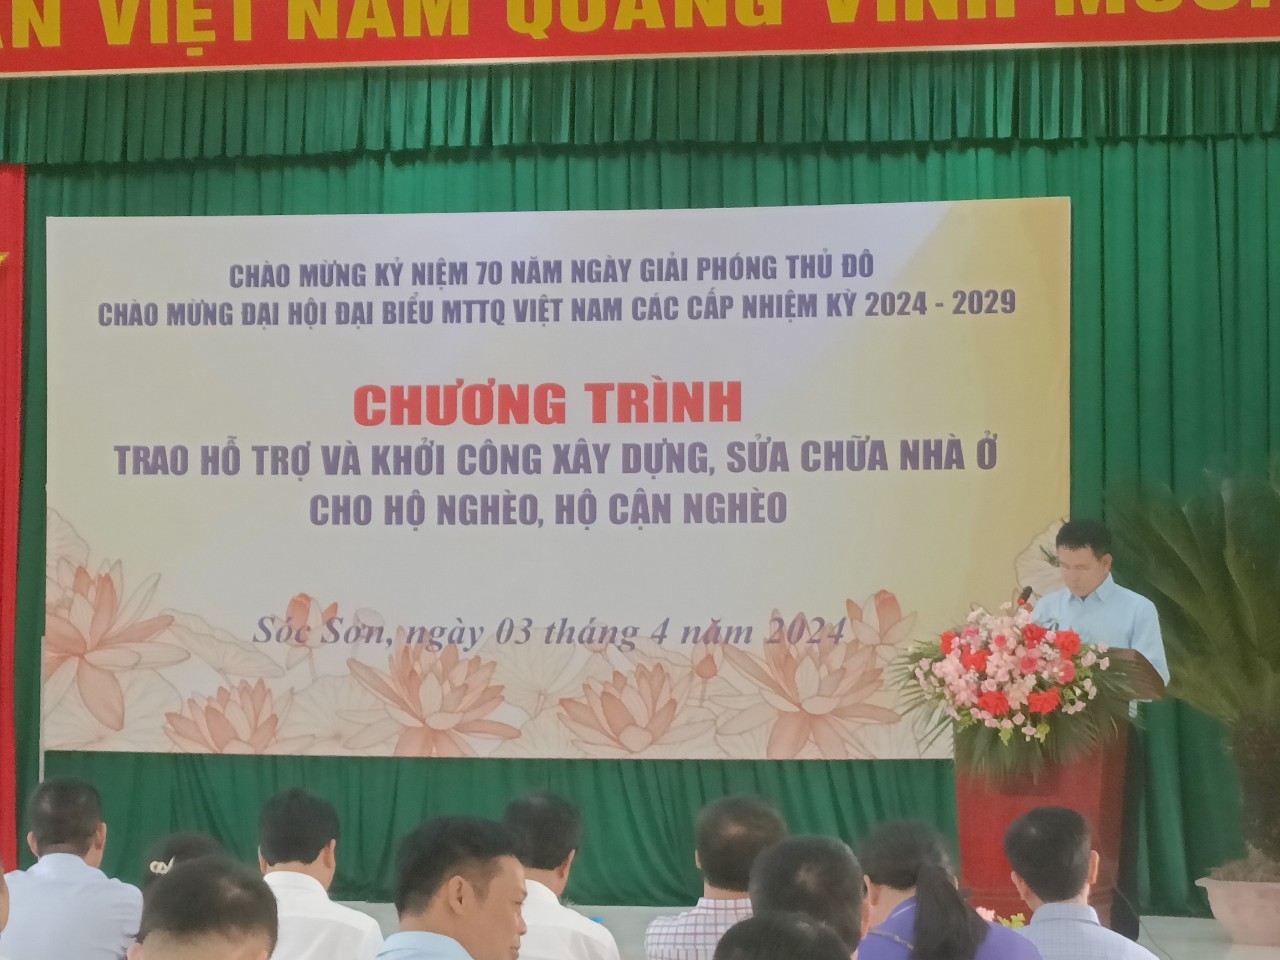 VIỆT NAM QUANG VINH
CHÀO MỪNG KỶ NIỆM 70 NĂM NGÀY GIẢI PHÓNG THỦ ĐÔ
CHÀO MỪNG ĐẠI HỘI ĐẠI BIỂU MTTQ VIỆT NAM CÁC CẤP NHIỆM KỲ 2024 - 2029
CHƯƠNG TRÌNH
TRAO HỖ TRỢ VÀ KHỞI CÔNG XÂY DỰNG, SỬA CHỮA NHÀ Ở
CHO HỘ NGHÈO, HỘ CẬN NGHÈO
Sóc Sơn, ngày 03 tháng 4 năm 2024